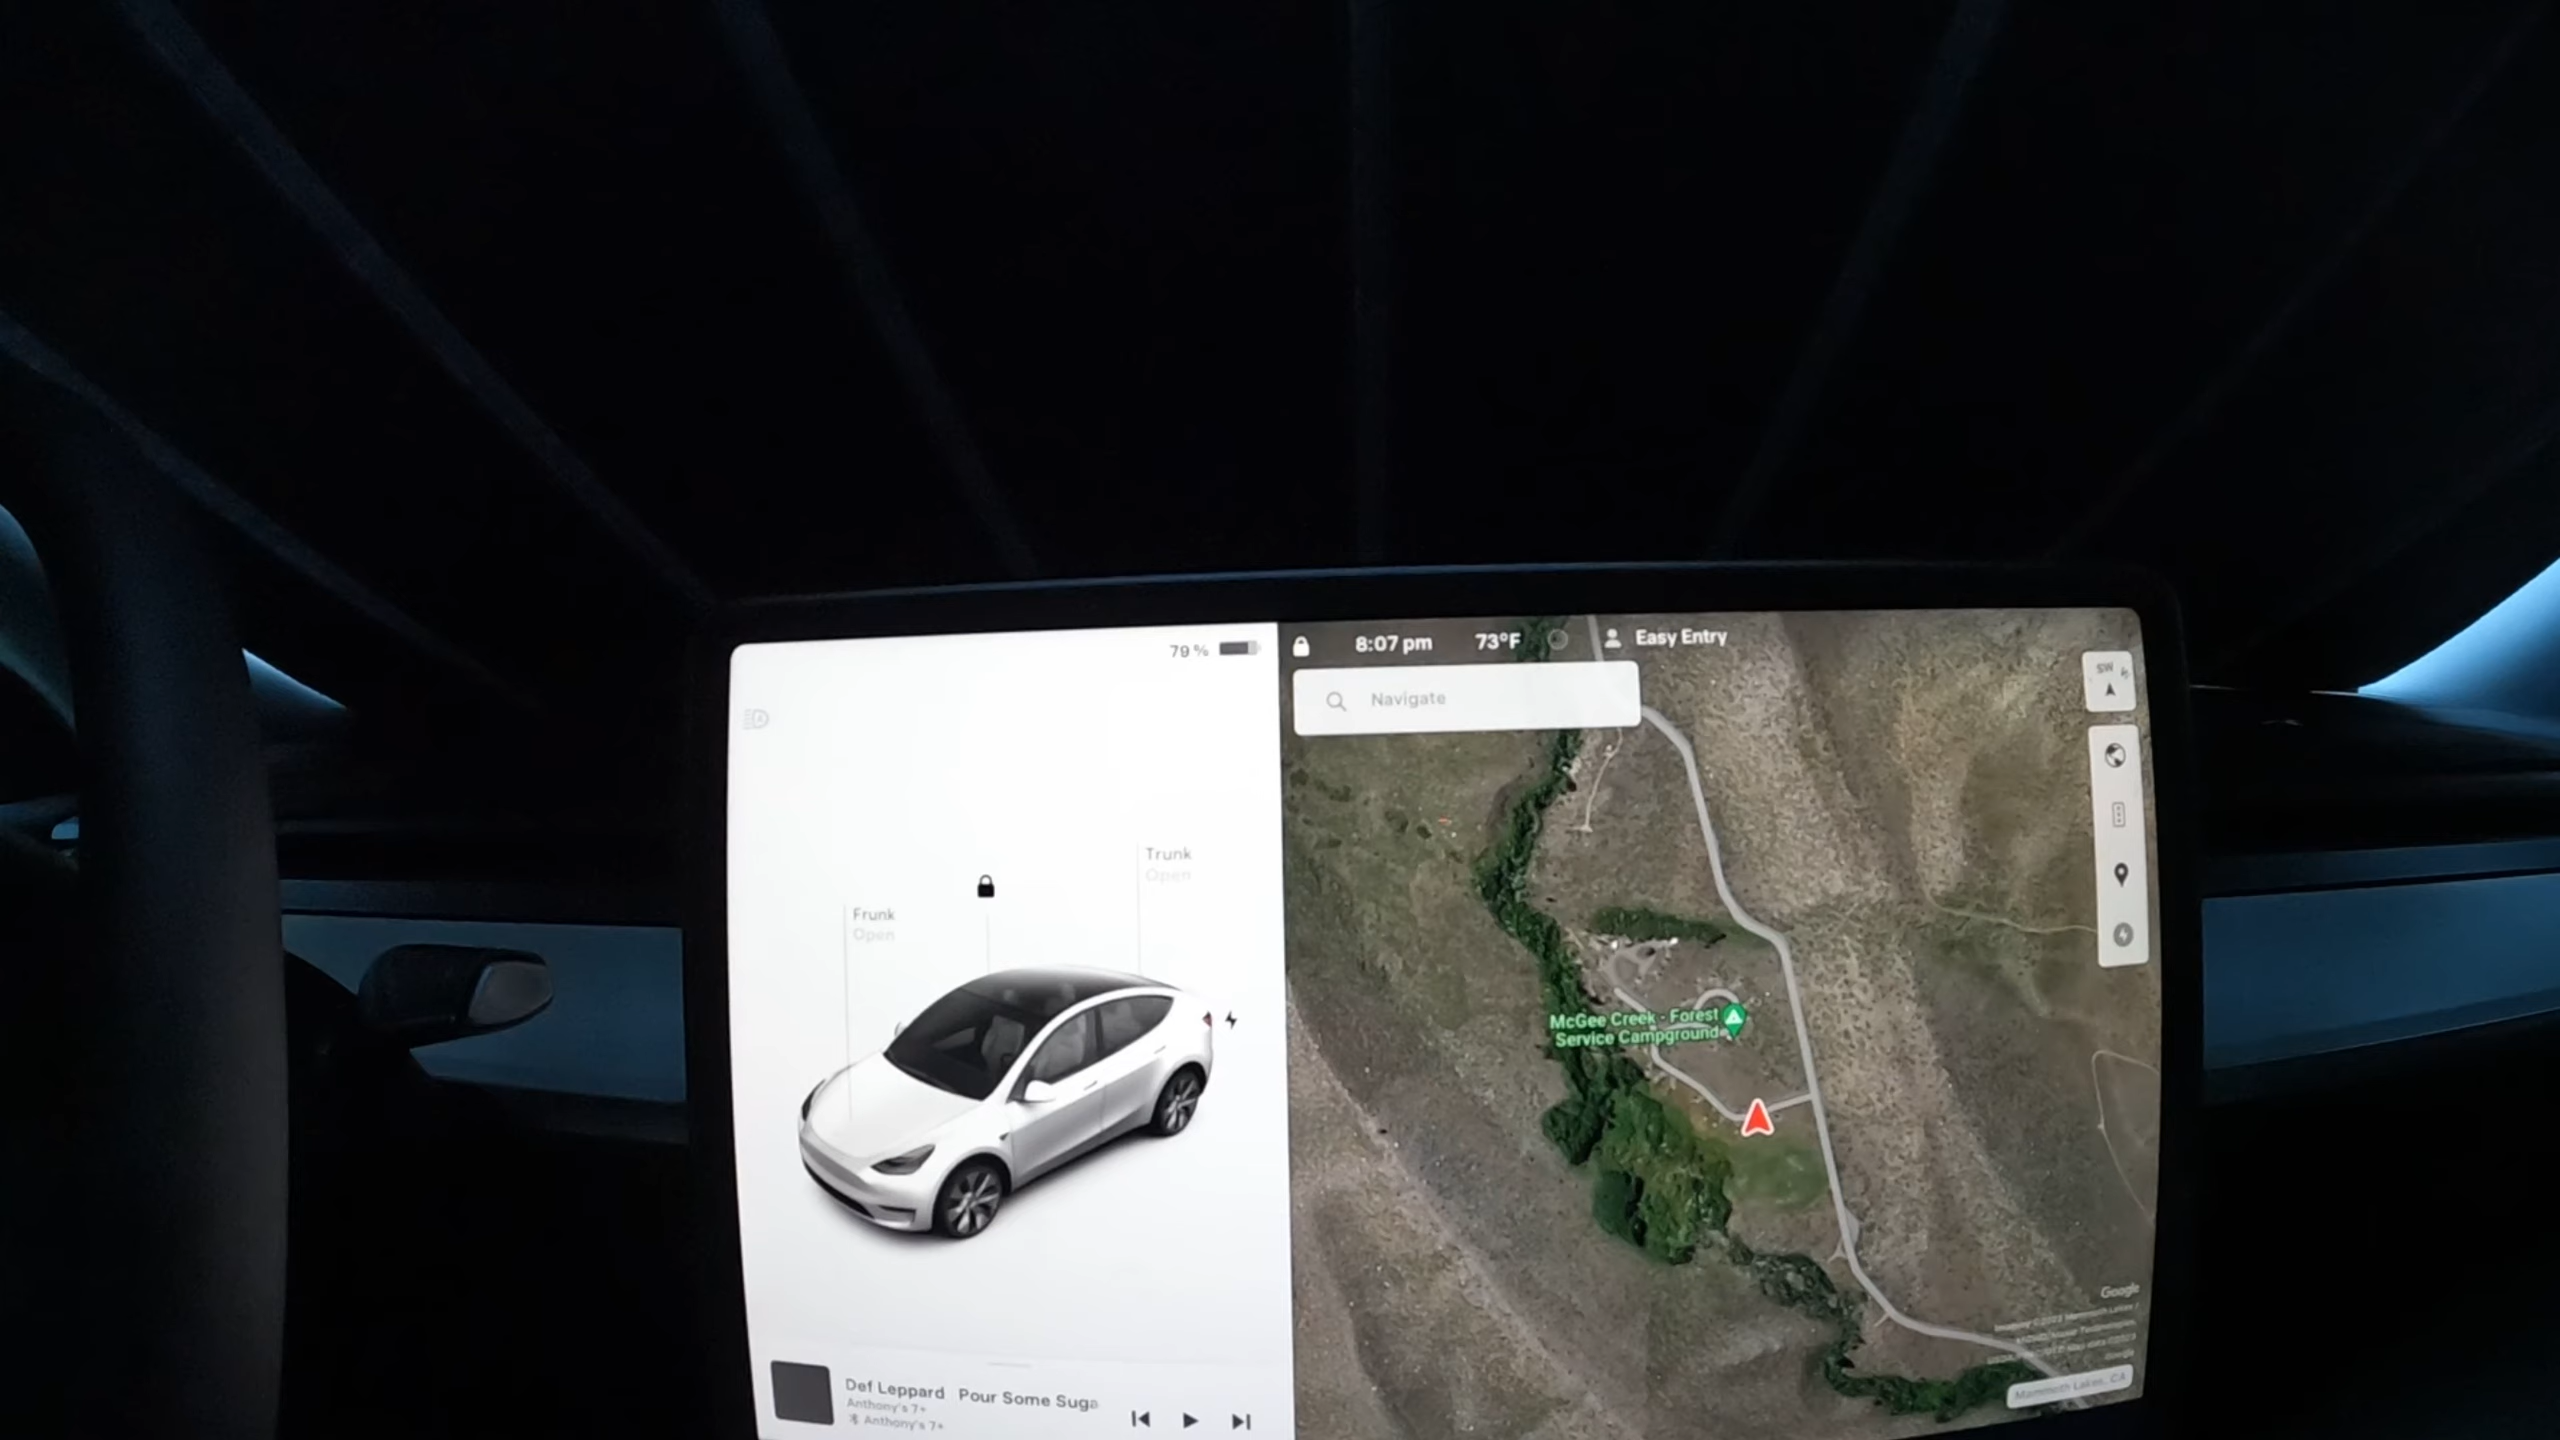 79 %
Trunk
Open
Frunk
Open
Def Leppard Pour Some Suga
Anthony's 7+
Anthony's 7+
8:07 pm 73°F Easy Entry
Navigate
SW
McGee Creek - Forest
Service Campground
Google
Mammoth Lakes, CA